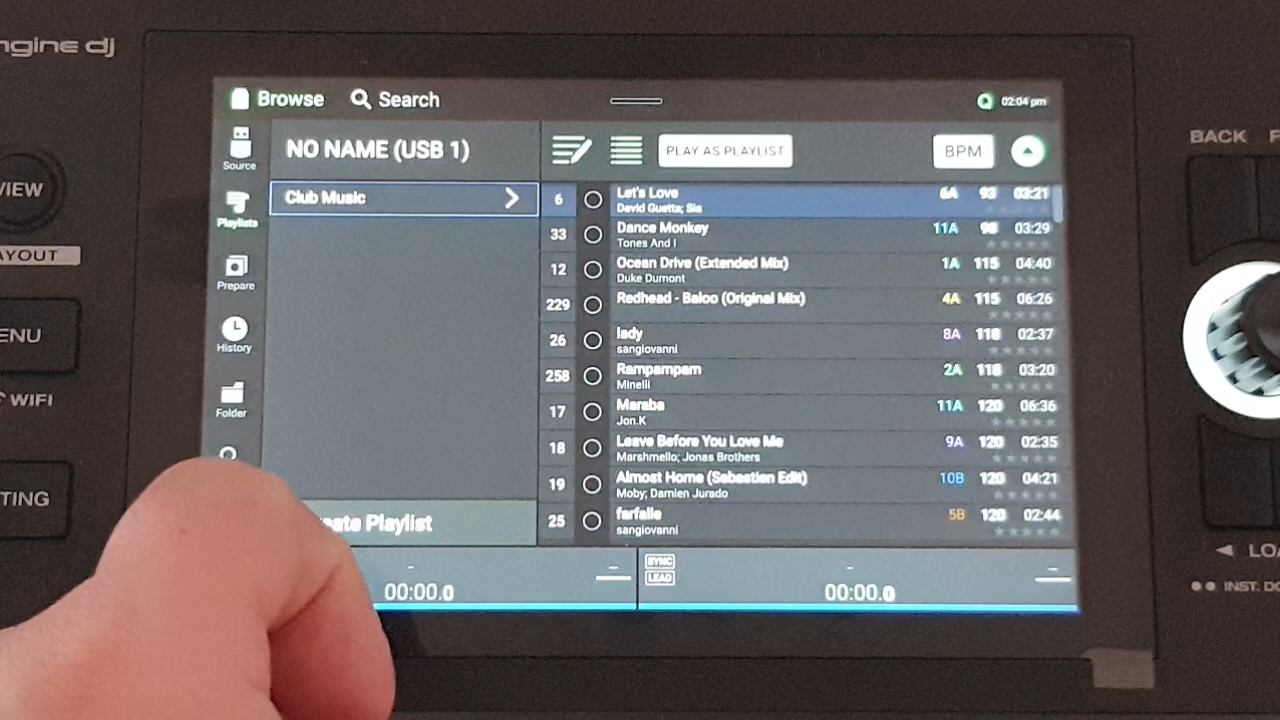 ngine dj
Browse
Search
02:04 pm
BACK
VIEW
AYOUT
ENU
WIFI
TING
Source
Playlists
Prepare
History
Folder
NO NAME (USB 1)
Club Music
eate Playlist
PLAY AS PLAYLIST
BPM
6 Let's Love 6A 93 03:21
David Guetta; Sia
33 Dance Monkey 11A 98 03:29
Tones And I
12 Ocean Drive (Extended Mix) 1A 115 04:40
Duke Dumont
229 Redhead - Baloo (Original Mix) 4A 115 06:26
26 lady 8A 118 02:37
sangiovanni
258 Rampampam 2A 118 03:20
Minelli
17 Maraba 11A 120 06:36
Jon.K
18 Leave Before You Love Me 9A 120 02:35
Marshmello; Jonas Brothers
19 Almost Home (Sebastien Edit) 10B 120 04:21
Moby; Damien Jurado
25 farfalle 5B 120 02:44
sangiovanni
00:00.0
SYNC
LEAD
00:00.0
LOA
INST. DO